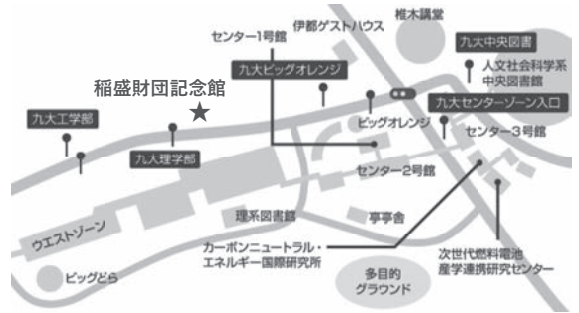 椎木講堂
伊都ゲストハウス
センター1号館
九大中央図書
人文社会科学系
中央図書館
九大ビッグオレンジ
稲盛財団記念館
九大センターゾーン入口
九大工学部
ビッグオレンジ
センター3号館
九大理学部
センター2号館
理系図書館
亭亭舎
ウエストゾーン
カーボンニュートラル・
エネルギー国際研究所
次世代燃料電池
産学連携研究センター
ビッグどら
多目的
グラウンド